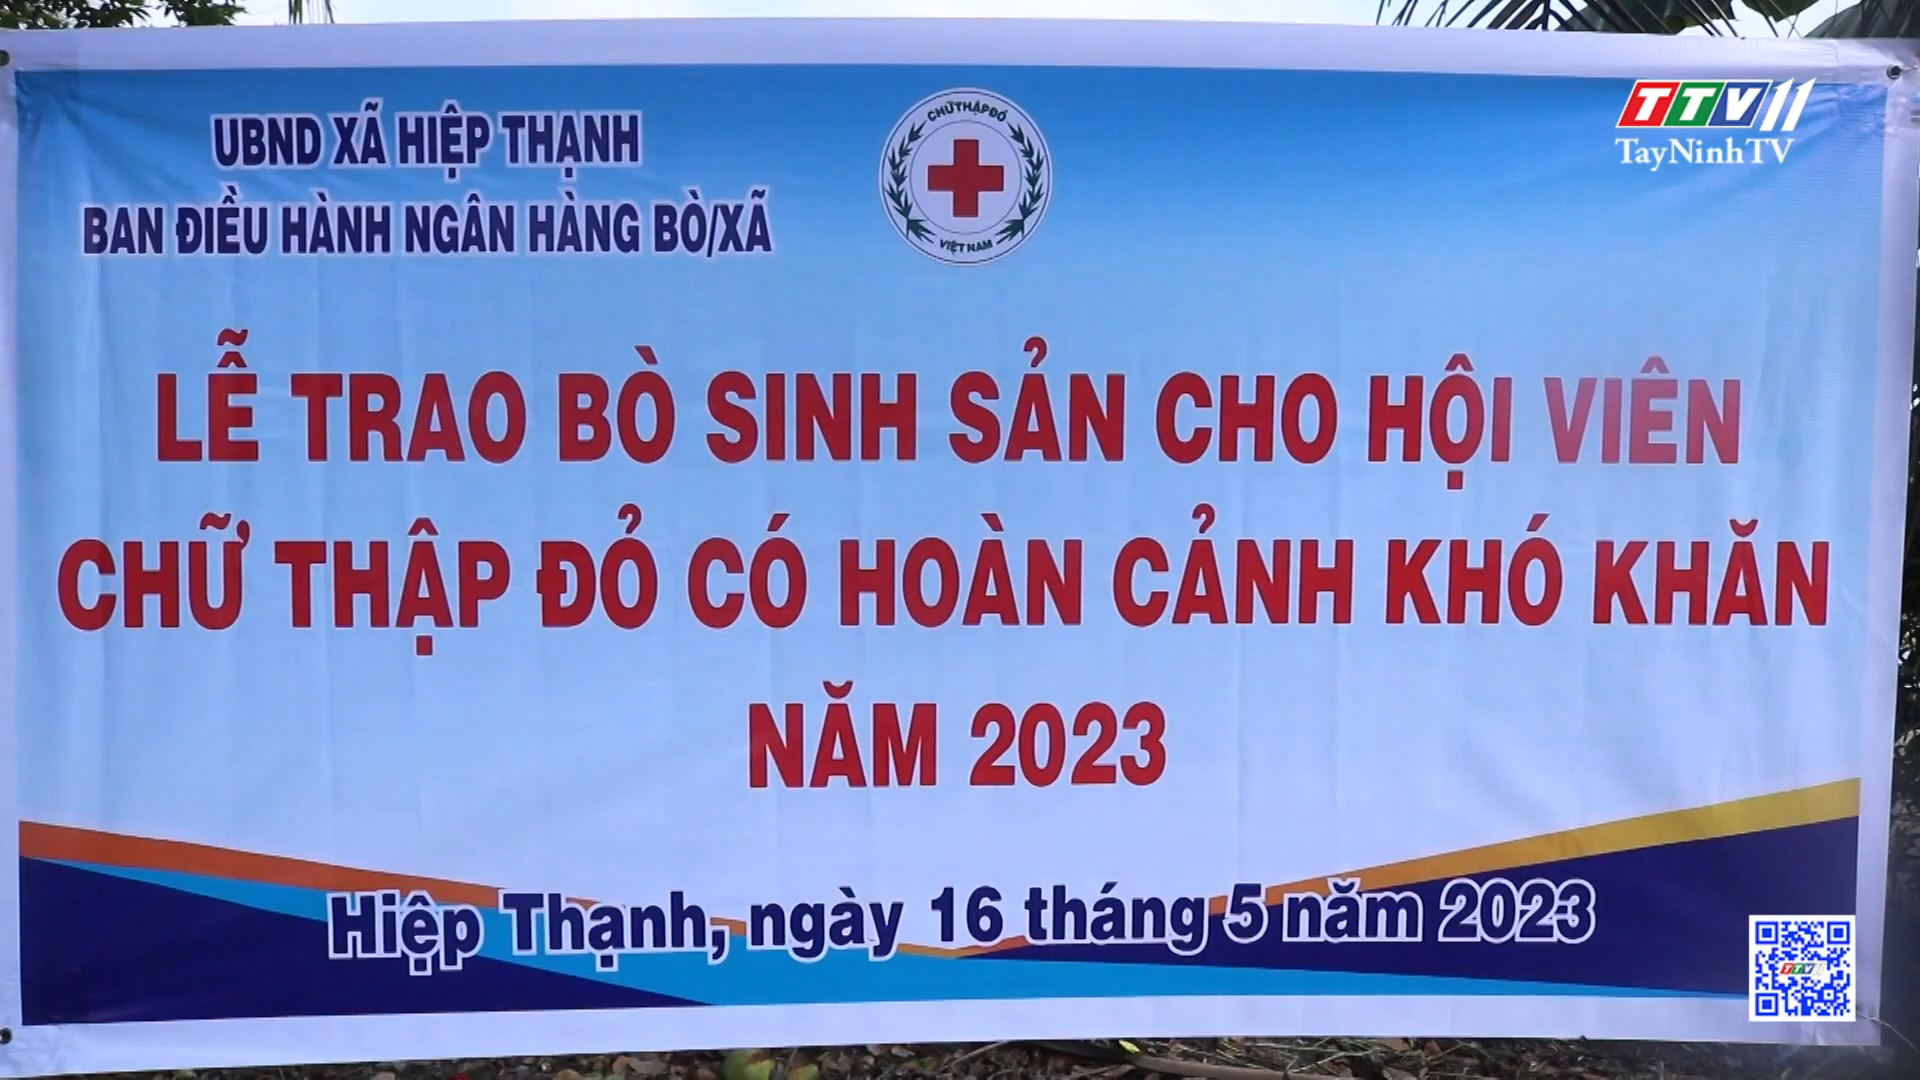 UBND XÃ HIỆP THẠNH
BAN ĐIỀU HÀNH NGÂN HÀNG BÒ/XÃ
CHỮ THẬP ĐỎ
VIỆT NAM
TTV11
TayNinhTV
LỄ TRAO BÒ SINH SẢN CHO HỘI VIÊN
CHỮ THẬP ĐỎ CÓ HOÀN CẢNH KHÓ KHĂN
NĂM 2023
Hiệp Thạnh, ngày 16 tháng 5 năm 2023
TTV11